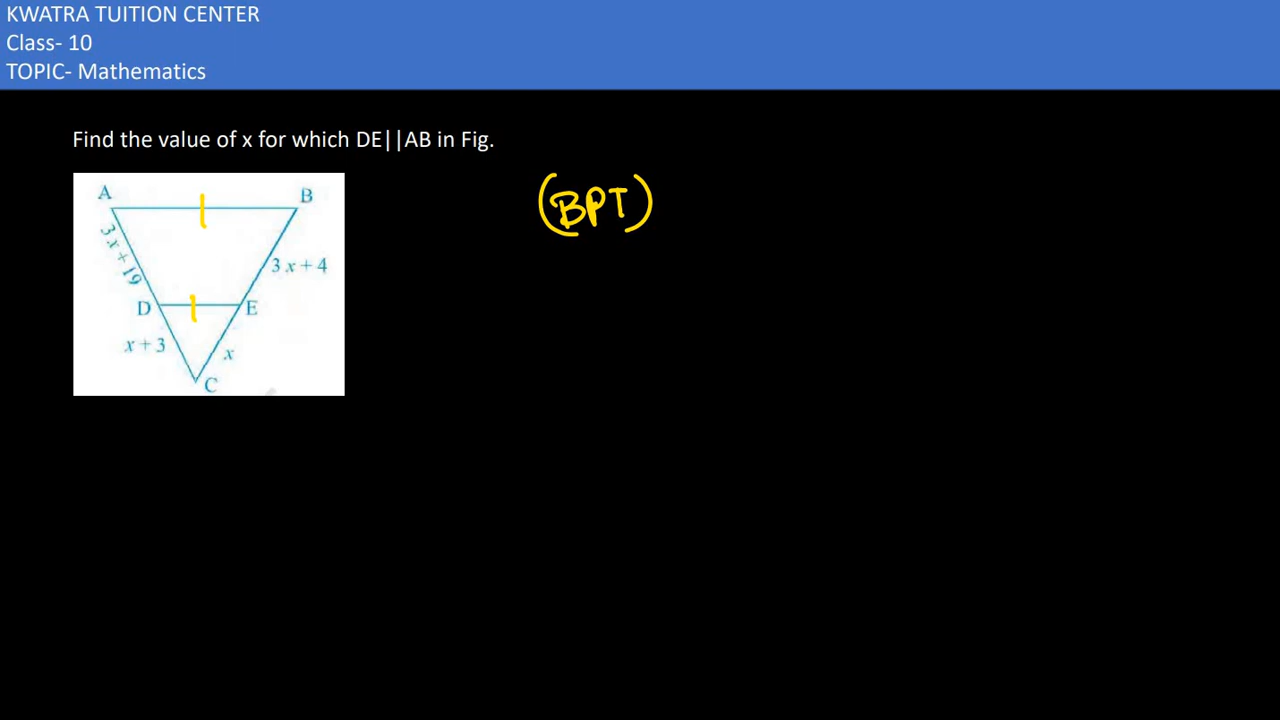 KWATRA TUITION CENTER
Class- 10
TOPIC- Mathematics
Find the value of x for which DE||AB in Fig.
(BPT)
A
B
3x+19
3x+4
D
E
x+3
x
C